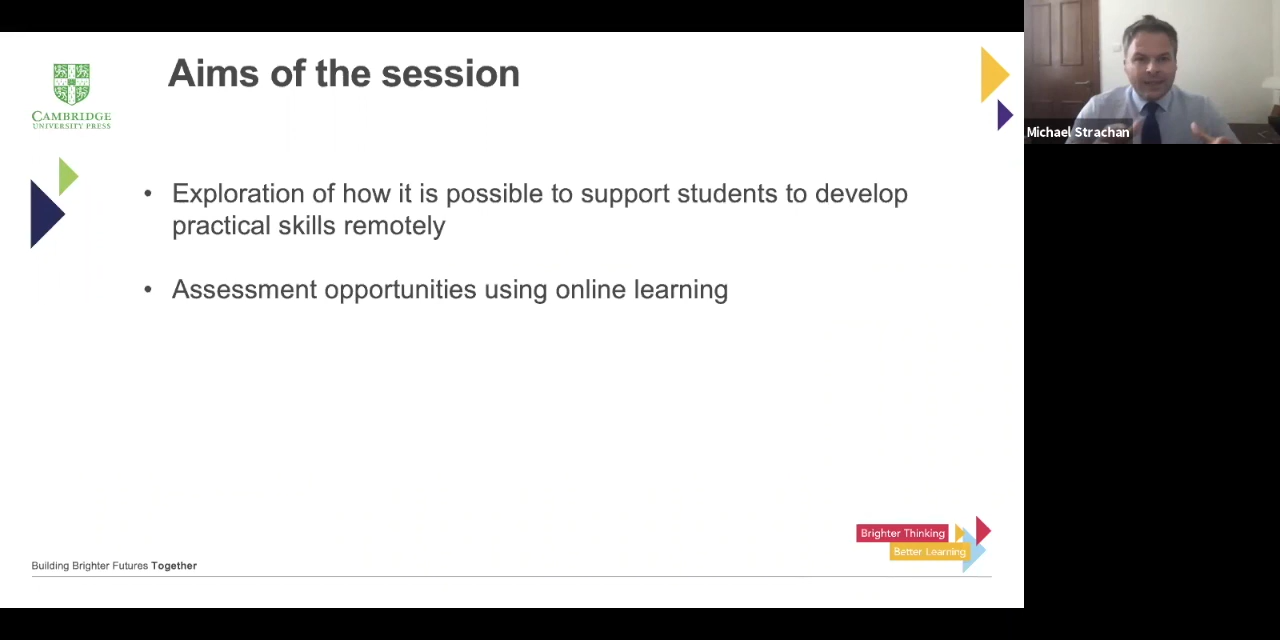 Aims of the session
CAMBRIDGE
UNIVERSITY PRESS
Michael Strachan
• Exploration of how it is possible to support students to develop
practical skills remotely
• Assessment opportunities using online learning
Brighter Thinking
Better Learning
Building Brighter Futures Together